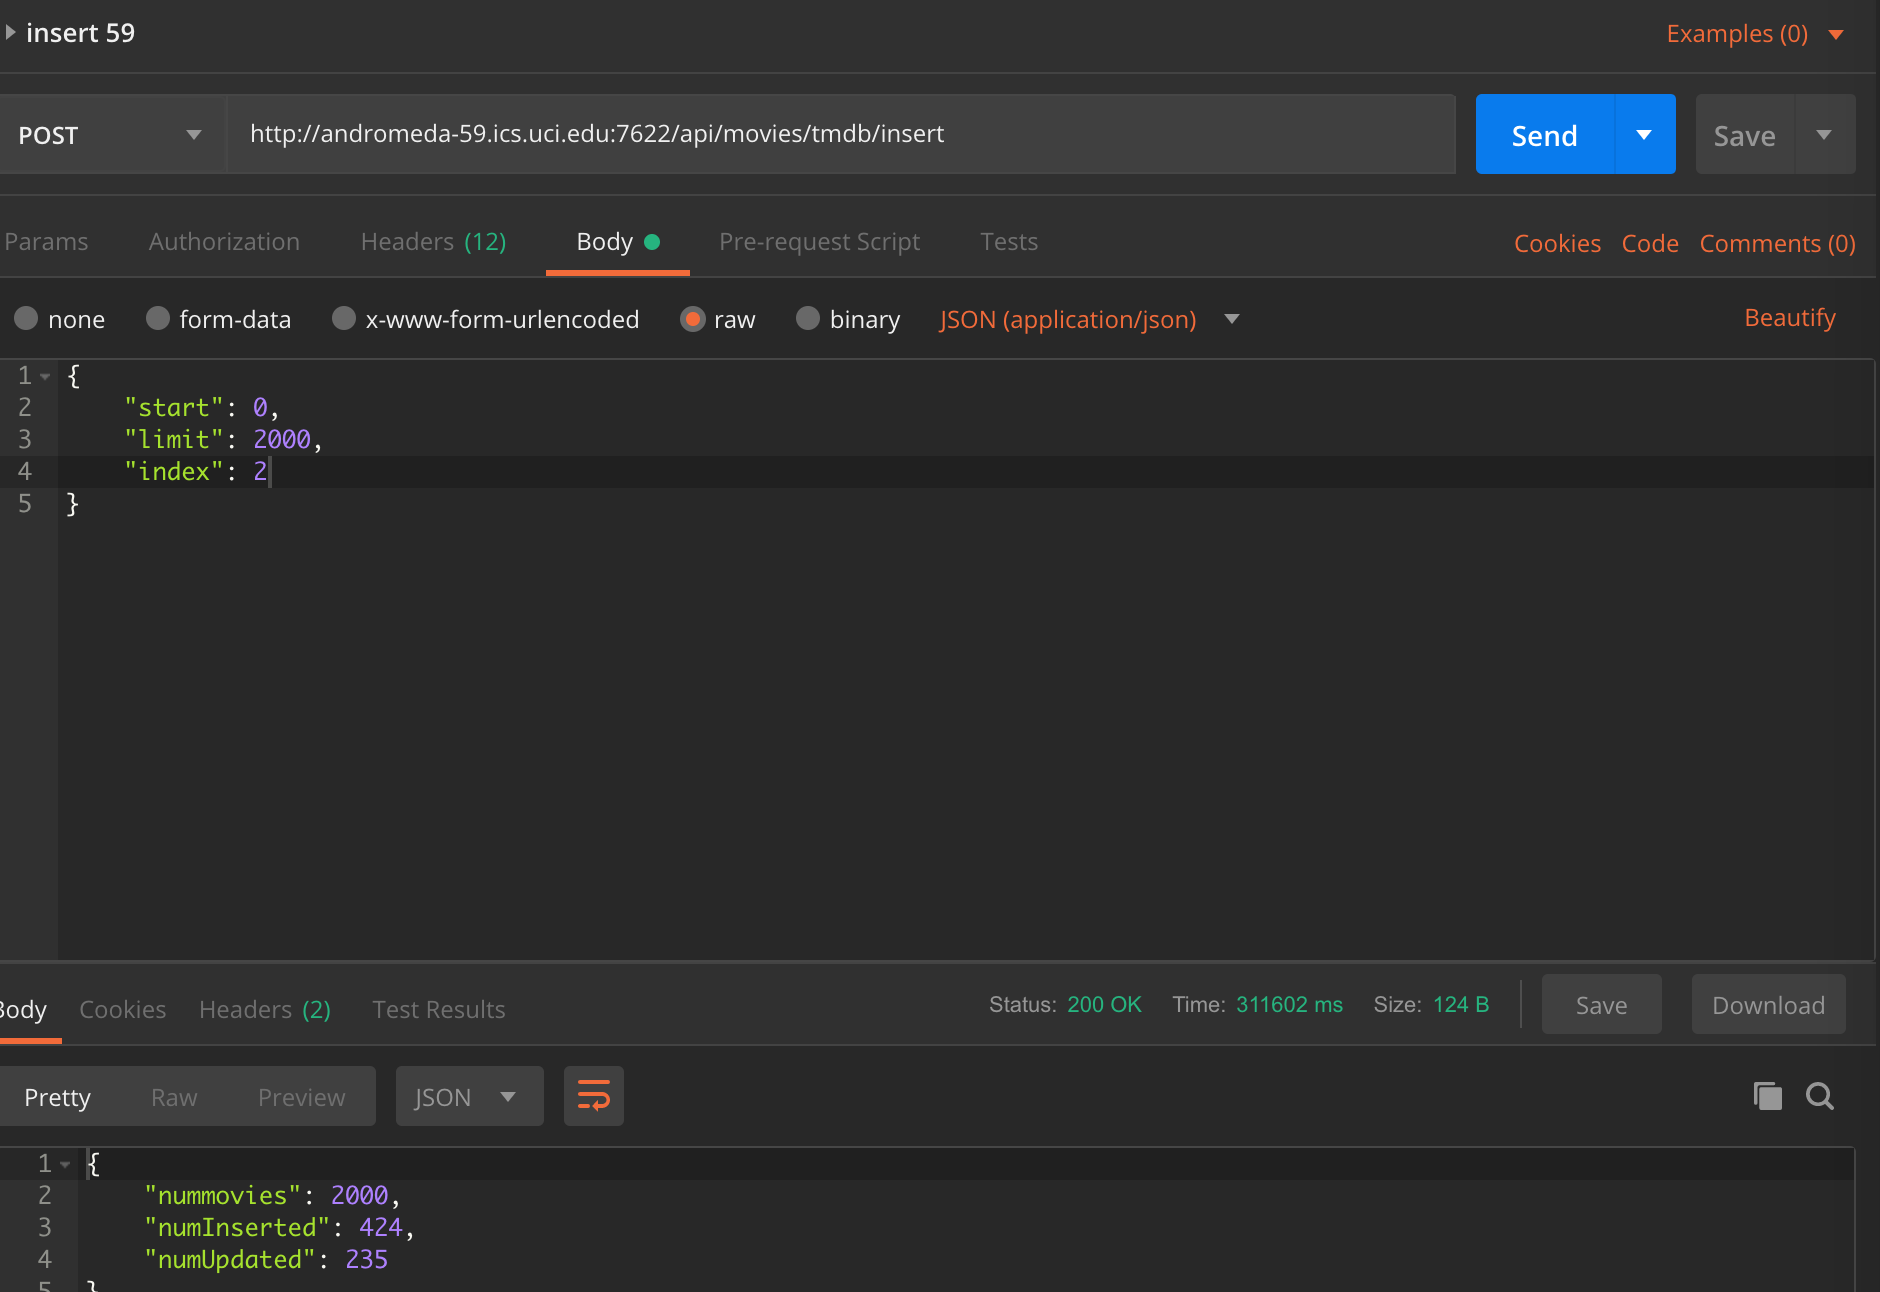 insert 59
Examples (0)
POST
http://andromeda-59.ics.uci.edu:7622/api/movies/tmdb/insert
Send
Save
Params Authorization Headers (12) Body Pre-request Script Tests Cookies Code Comments (0)
none form-data x-www-form-urlencoded raw binary JSON (application/json) Beautify
1 {
2 "start": 0,
3 "limit": 2000,
4 "index": 2
5 }
Body Cookies Headers (2) Test Results Status: 200 OK Time: 311602 ms Size: 124 B Save Download
Pretty Raw Preview JSON
1 {
2 "nummovies": 2000,
3 "numInserted": 424,
4 "numUpdated": 235
5 }